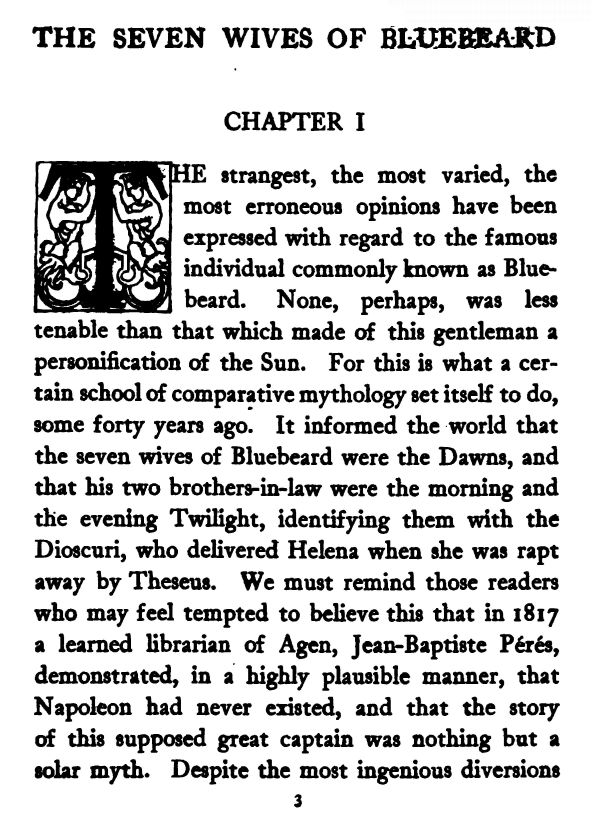 THE SEVEN WIVES OF BLUEBEARD
CHAPTER I
THE strangest, the most varied, the
most erroneous opinions have been
expressed with regard to the famous
individual commonly known as Blue-
beard. None, perhaps, was less
tenable than that which made of this gentleman a
personification of the Sun. For this is what a cer-
tain school of comparative mythology set itself to do,
some forty years ago. It informed the world that
the seven wives of Bluebeard were the Dawns, and
that his two brothers-in-law were the morning and
the evening Twilight, identifying them with the
Dioscuri, who delivered Helena when she was rapt
away by Theseus. We must remind those readers
who may feel tempted to believe this that in 1817
a learned librarian of Agen, Jean-Baptiste Pérés,
demonstrated, in a highly plausible manner, that
Napoleon had never existed, and that the story
of this supposed great captain was nothing but a
solar myth. Despite the most ingenious diversions
3